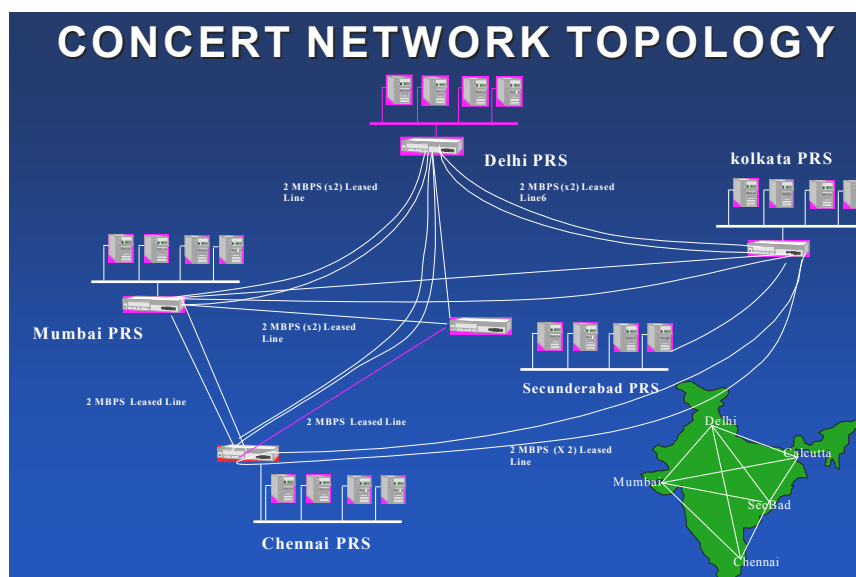 CONCERT NETWORK TOPOLOGY
Delhi PRS
kolkata PRS
2 MBPS (x2) Leased
Line
2 MBPS (x2) Leased
Line6
Mumbai PRS
2 MBPS (x2) Leased
Line
Secunderabad PRS
2 MBPS Leased Line
2 MBPS Leased Line
2 MBPS (X 2) Leased
Line
Chennai PRS
Delhi
Calcutta
Mumbai
SecBad
Chennai